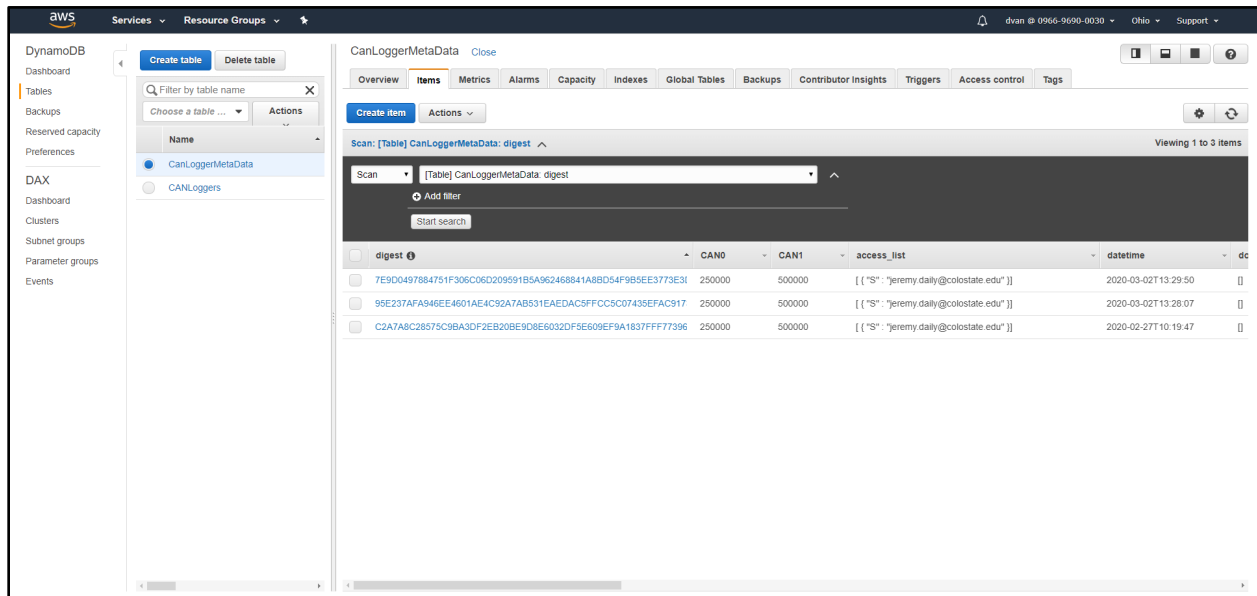 aws Services Resource Groups dvan @ 0966-9690-0030 Ohio Support
DynamoDB
Dashboard
Tables
Backups
Reserved capacity
Preferences
DAX
Dashboard
Clusters
Subnet groups
Parameter groups
Events
Create table Delete table
Filter by table name X
Choose a table ... Actions
Name
CanLoggerMetaData
CANLoggers
CanLoggerMetaData Close
Overview Items Metrics Alarms Capacity Indexes Global Tables Backups Contributor Insights Triggers Access control Tags
Create item Actions
Scan: [Table] CanLoggerMetaData: digest Viewing 1 to 3 items
Scan [Table] CanLoggerMetaData: digest
Add filter
Start search
digest CAN0 CAN1 access_list datetime dc
7E9D0497884751F306C06D209591B5A962468841A8BD54F9B5EE3773E3 250000 500000 [ { "S" : "jeremy.daily@colostate.edu" }] 2020-03-02T13:29:50 []
95E237AFA946EE4601AE4C92A7AB531EAEDAC5FFCC5C07435EFAC917 250000 500000 [ { "S" : "jeremy.daily@colostate.edu" }] 2020-03-02T13:28:07 []
C2A7A8C28575C9BA3DF2EB20BE9D8E6032DF5E609EF9A1837FFF77396 250000 500000 [ { "S" : "jeremy.daily@colostate.edu" }] 2020-02-27T10:19:47 []